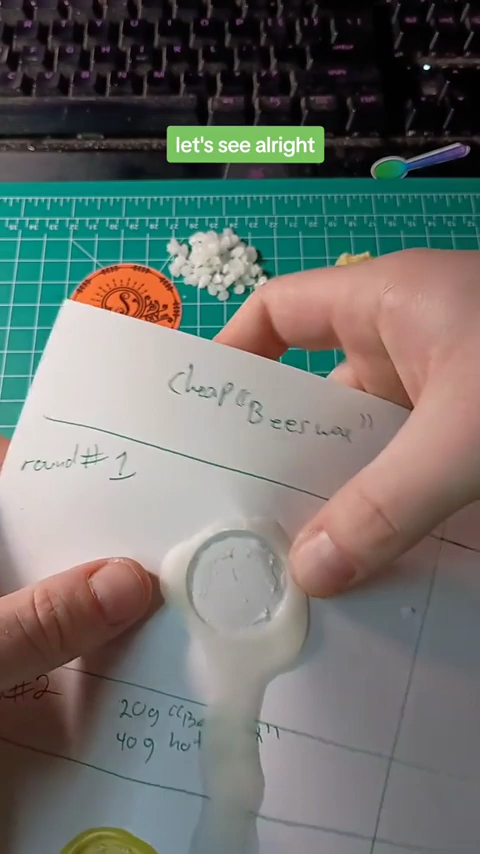 let's see alright
Cheap "Beeswax"
round #1
#2
20g "Be
40g hot